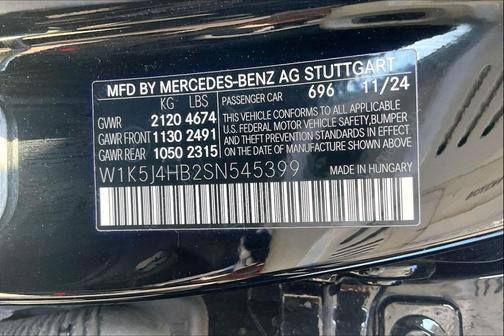 MFD BY MERCEDES-BENZ AG STUTTGART
KG LBS PASSENGER CAR 696 11/24
GVWR 2120 4674
GAWR FRONT 1130 2491
GAWR REAR 1050 2315
THIS VEHICLE CONFORMS TO ALL APPLICABLE
U.S. FEDERAL MOTOR VEHICLE SAFETY,BUMPER
AND THEFT PREVENTION STANDARDS IN EFFECT
ON THE DATE OF MANUFACTURE SHOWN ABOVE.
W1K5J4HB2SN545399 MADE IN HUNGARY